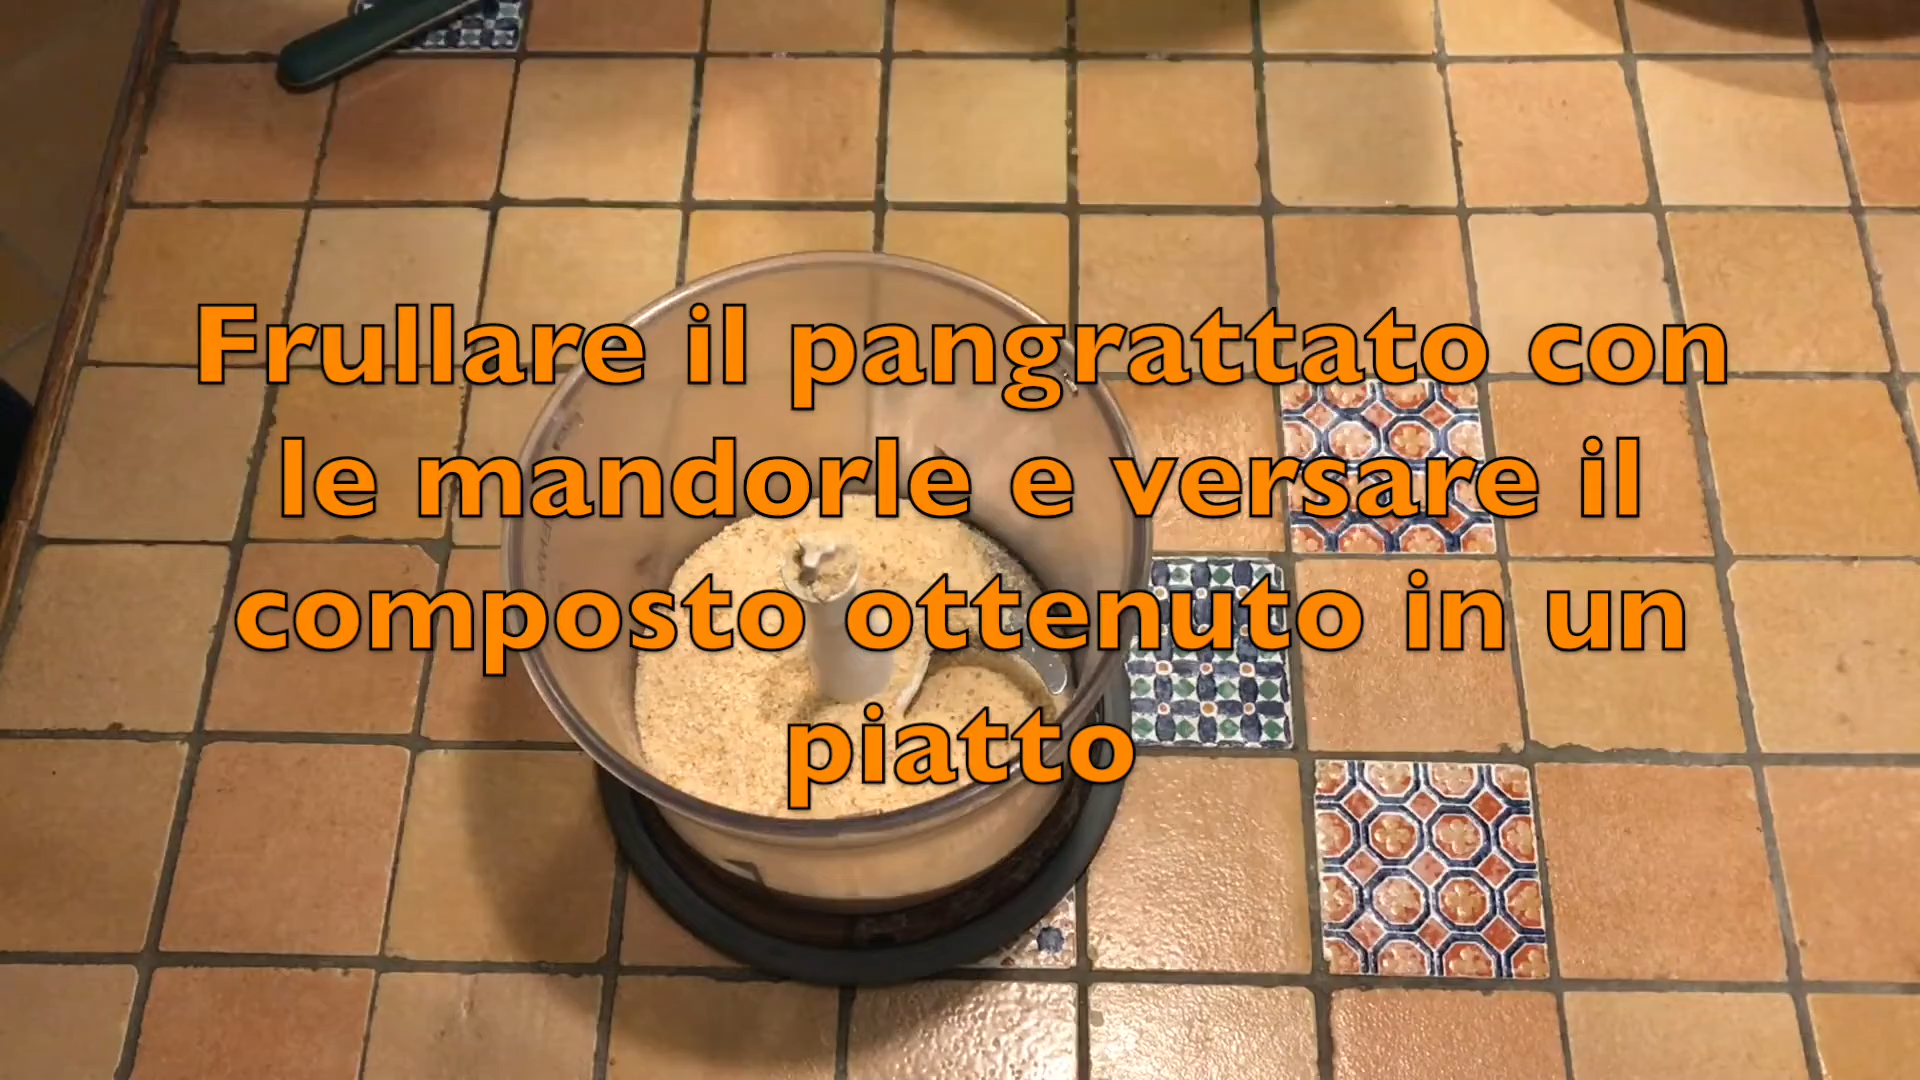 Frullare il pangrattato con
le mandorle e versare il
composto ottenuto in un
piatto